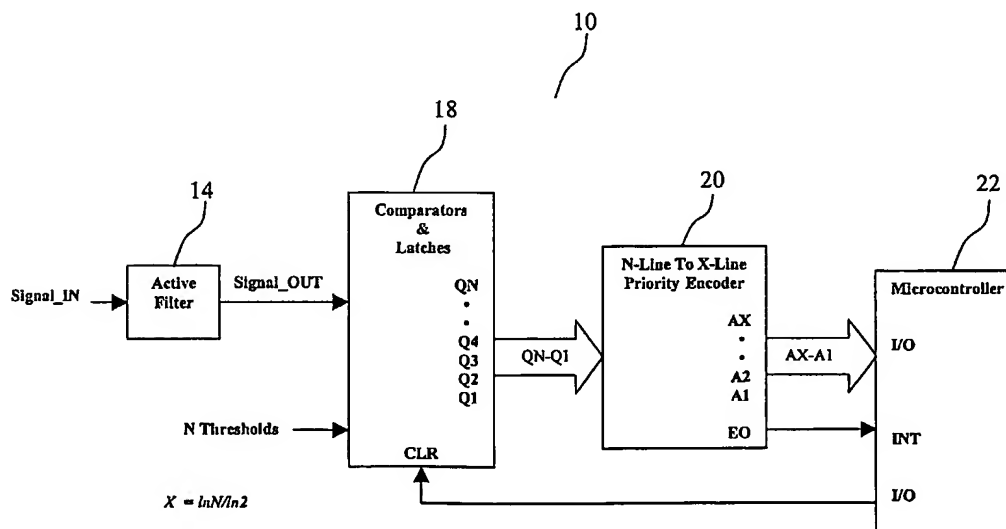 10
18
20
22
14
Comparators
&
Latches
N-Line To X-Line
Priority Encoder
Microcontroller
Active
Filter
Signal_IN
Signal_OUT
QN
•
•
Q4
Q3
Q2
Q1
QN-Q1
AX
•
•
A2
A1
AX-A1
I/O
EO
INT
N Thresholds
CLR
I/O
X = lnN/ln2